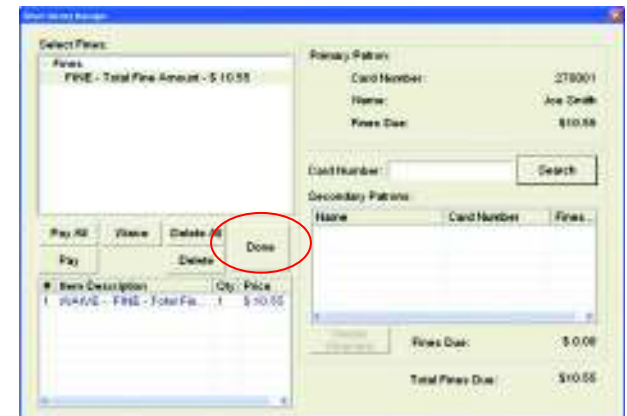 Select Fines:
Fines
FINE - Total Fine Amount - $ 10.55
Pay All Waive Delete All
Pay Delete Done
# Item Description Qty Price
1 WAIVE - FINE - Total Fin... 1 $ 10.55
Primary Patron:
Card Number: 278001
Name: Joe Smith
Fines Due: $10.55
Card Number: Search
Secondary Patrons:
Name Card Number Fines...
Fines Due: $ 0.00
Total Fines Due: $10.55